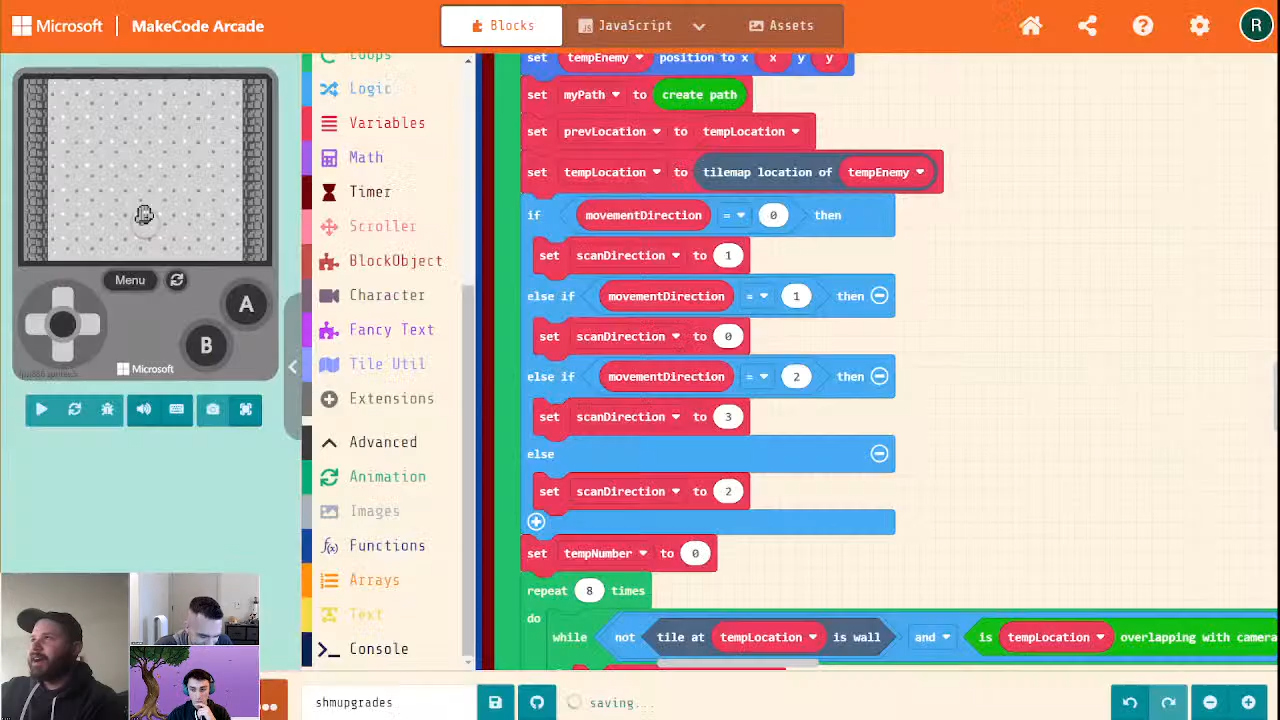 Microsoft | MakeCode Arcade
Blocks
JavaScript
Assets
R
Menu
A
B
Microsoft
Loops
Logic
Variables
Math
Timer
Scroller
BlockObject
Character
Fancy Text
Tile Util
Extensions
Advanced
Animation
Images
Functions
Arrays
Text
Console
set tempEnemy position to x x y y
set myPath to create path
set prevLocation to tempLocation
set tempLocation to tilemap location of tempEnemy
if movementDirection = 0 then
set scanDirection to 1
else if movementDirection = 1 then
set scanDirection to 0
else if movementDirection = 2 then
set scanDirection to 3
else
set scanDirection to 2
set tempNumber to 0
repeat 8 times
do
while not tile at tempLocation is wall and is tempLocation overlapping with camera
shmupgrades
saving...